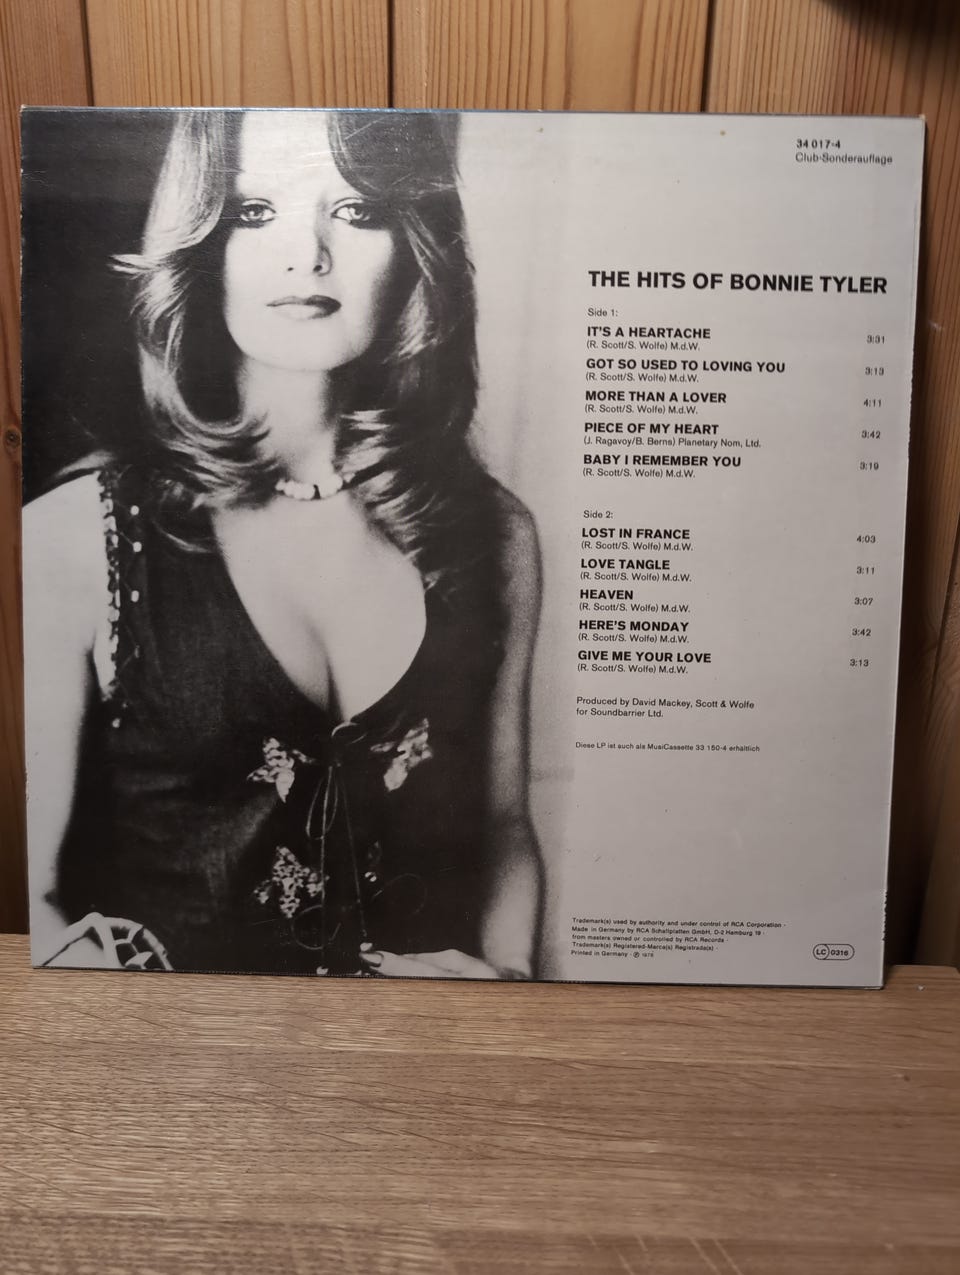 34 017-4
Club-Sonderauflage
THE HITS OF BONNIE TYLER
Side 1:
IT'S A HEARTACHE 3:31
(R. Scott/S. Wolfe) M.d.W.
GOT SO USED TO LOVING YOU 3:13
(R. Scott/S. Wolfe) M.d.W.
MORE THAN A LOVER 4:11
(R. Scott/S. Wolfe) M.d.W.
PIECE OF MY HEART 3:42
(J. Ragavoy/B. Berns) Planetary Nom, Ltd.
BABY I REMEMBER YOU 3:19
(R. Scott/S. Wolfe) M.d.W.
Side 2:
LOST IN FRANCE 4:03
(R. Scott/S. Wolfe) M.d.W.
LOVE TANGLE 3:11
(R. Scott/S. Wolfe) M.d.W.
HEAVEN 3:07
(R. Scott/S. Wolfe) M.d.W.
HERE'S MONDAY 3:42
(R. Scott/S. Wolfe) M.d.W.
GIVE ME YOUR LOVE 3:13
(R. Scott/S. Wolfe) M.d.W.
Produced by David Mackey, Scott & Wolfe
for Soundbarrier Ltd.
Diese LP ist auch als MusiCassette 33 150-4 erhältlich
Trademark(s) used by authority and under control of RCA Corporation ·
Made in Germany by RCA Schallplatten GmbH, D-2 Hamburg 19 ·
from masters owned or controlled by RCA Records ·
Trademark(s) Registered-Marca(s) Registrada(s) ·
Printed in Germany · ℗ 1978
LC 0316